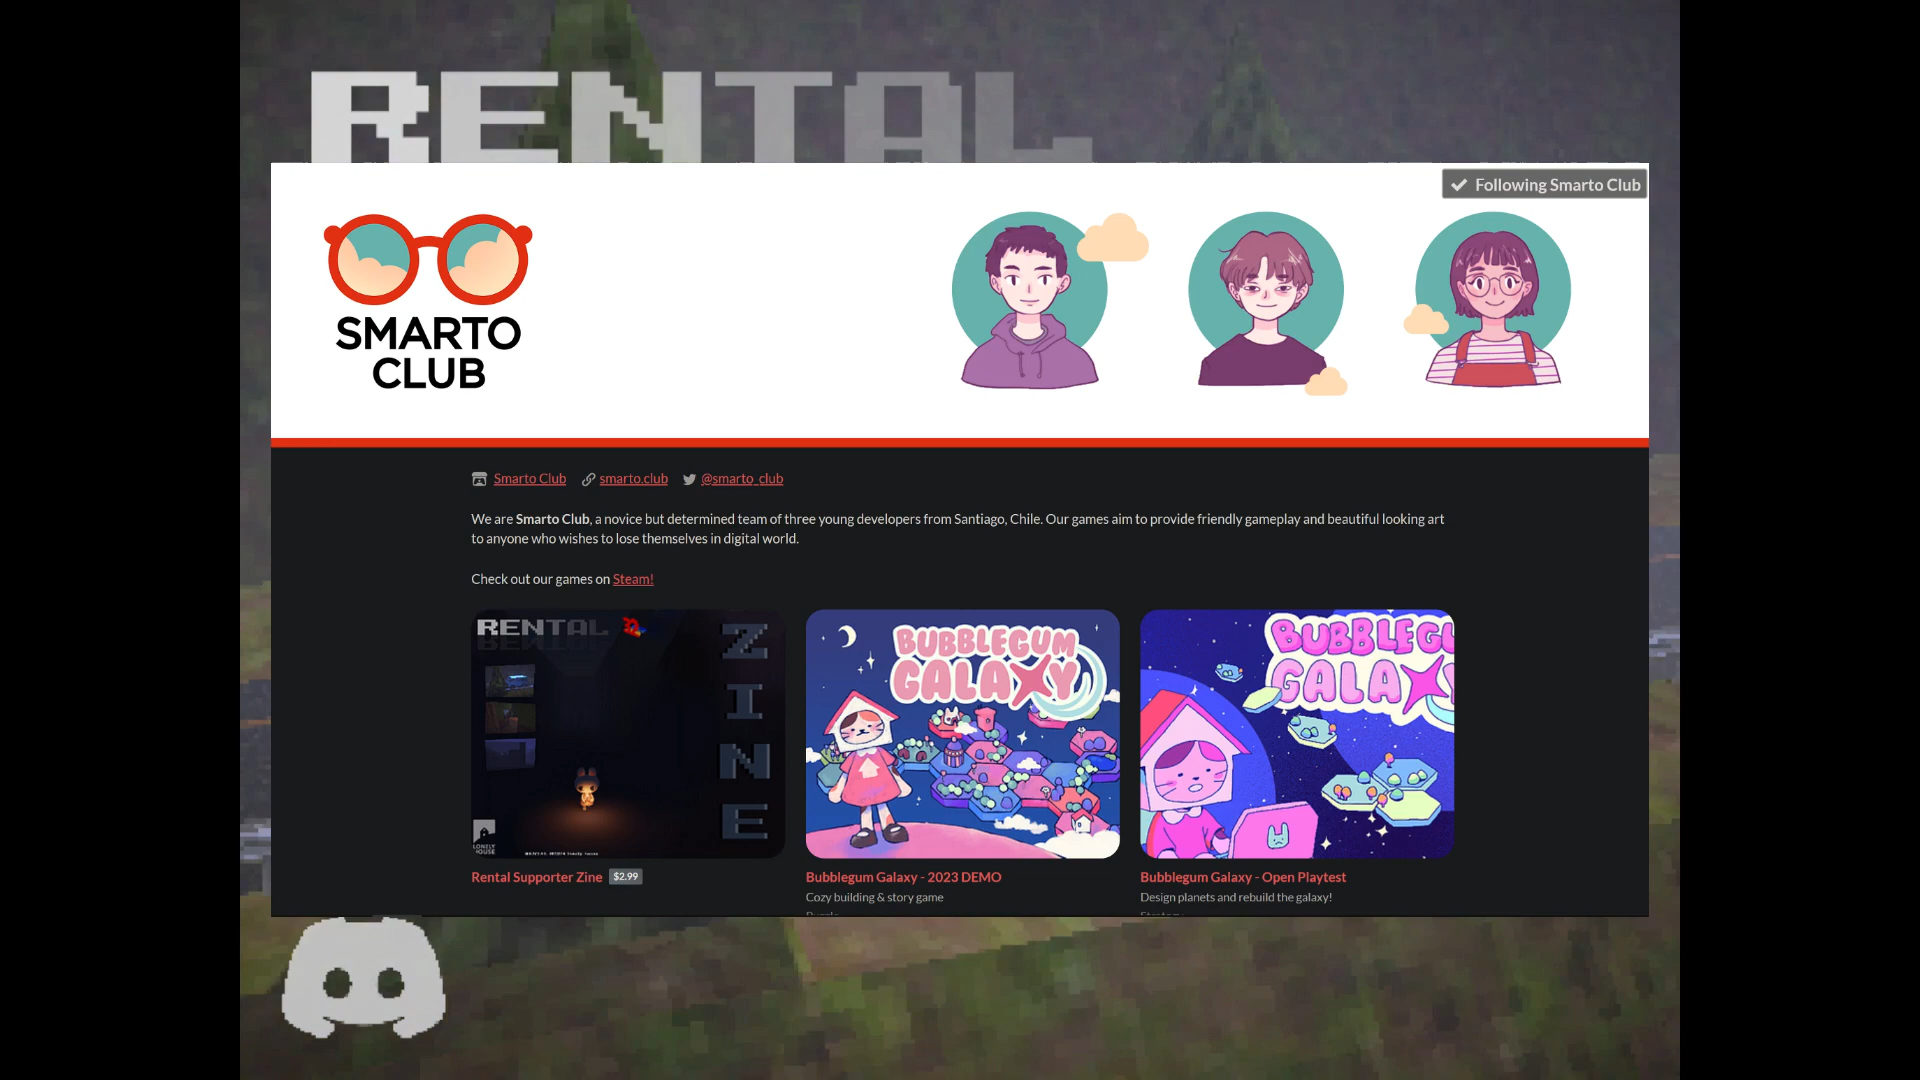 RENTAL
Following Smarto Club
SMARTO
CLUB
Smarto Club smarto.club @smarto_club
We are Smarto Club, a novice but determined team of three young developers from Santiago, Chile. Our games aim to provide friendly gameplay and beautiful looking art
to anyone who wishes to lose themselves in digital world.
Check out our games on Steam!
RENTAL
ZINE
LONELY
HOUSE
BUBBLEGUM
GALAXY
BUBBLEGU
GALAXY
Rental Supporter Zine $2.99
Bubblegum Galaxy - 2023 DEMO
Cozy building & story game
Bubblegum Galaxy - Open Playtest
Design planets and rebuild the galaxy!